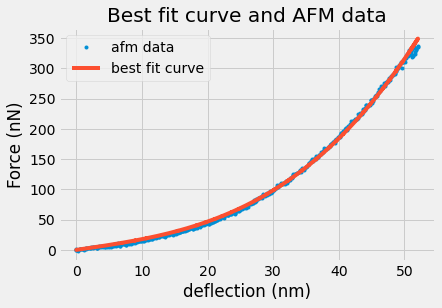 Best fit curve and AFM data
afm data
best fit curve
Force (nN)
350
300
250
200
150
100
50
0
0 10 20 30 40 50
deflection (nm)